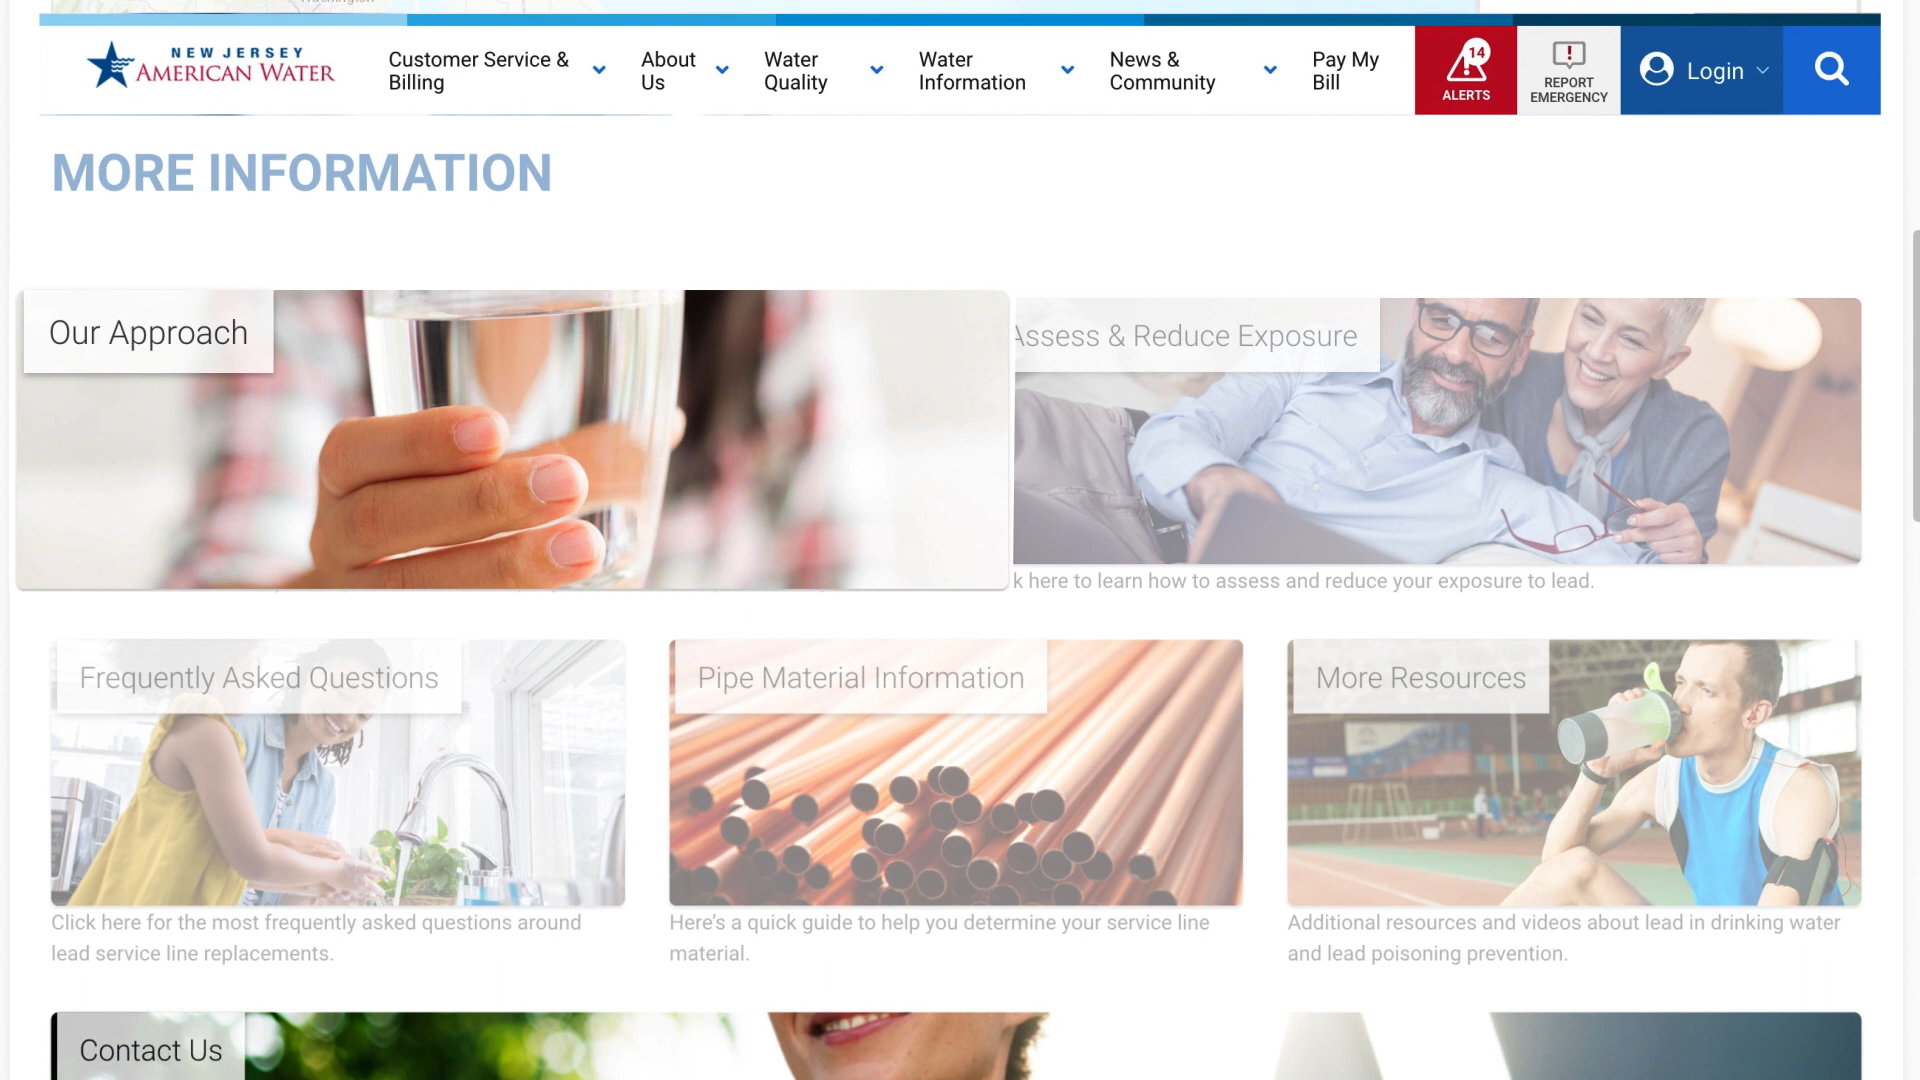 NEW JERSEY
AMERICAN WATER
Customer Service &
Billing
About
Us
Water
Quality
Water
Information
News &
Community
Pay My
Bill
14
ALERTS
REPORT
EMERGENCY
Login
MORE INFORMATION
Our Approach
Assess & Reduce Exposure
k here to learn how to assess and reduce your exposure to lead.
Frequently Asked Questions
Pipe Material Information
More Resources
Click here for the most frequently asked questions around
lead service line replacements.
Here’s a quick guide to help you determine your service line
material.
Additional resources and videos about lead in drinking water
and lead poisoning prevention.
Contact Us